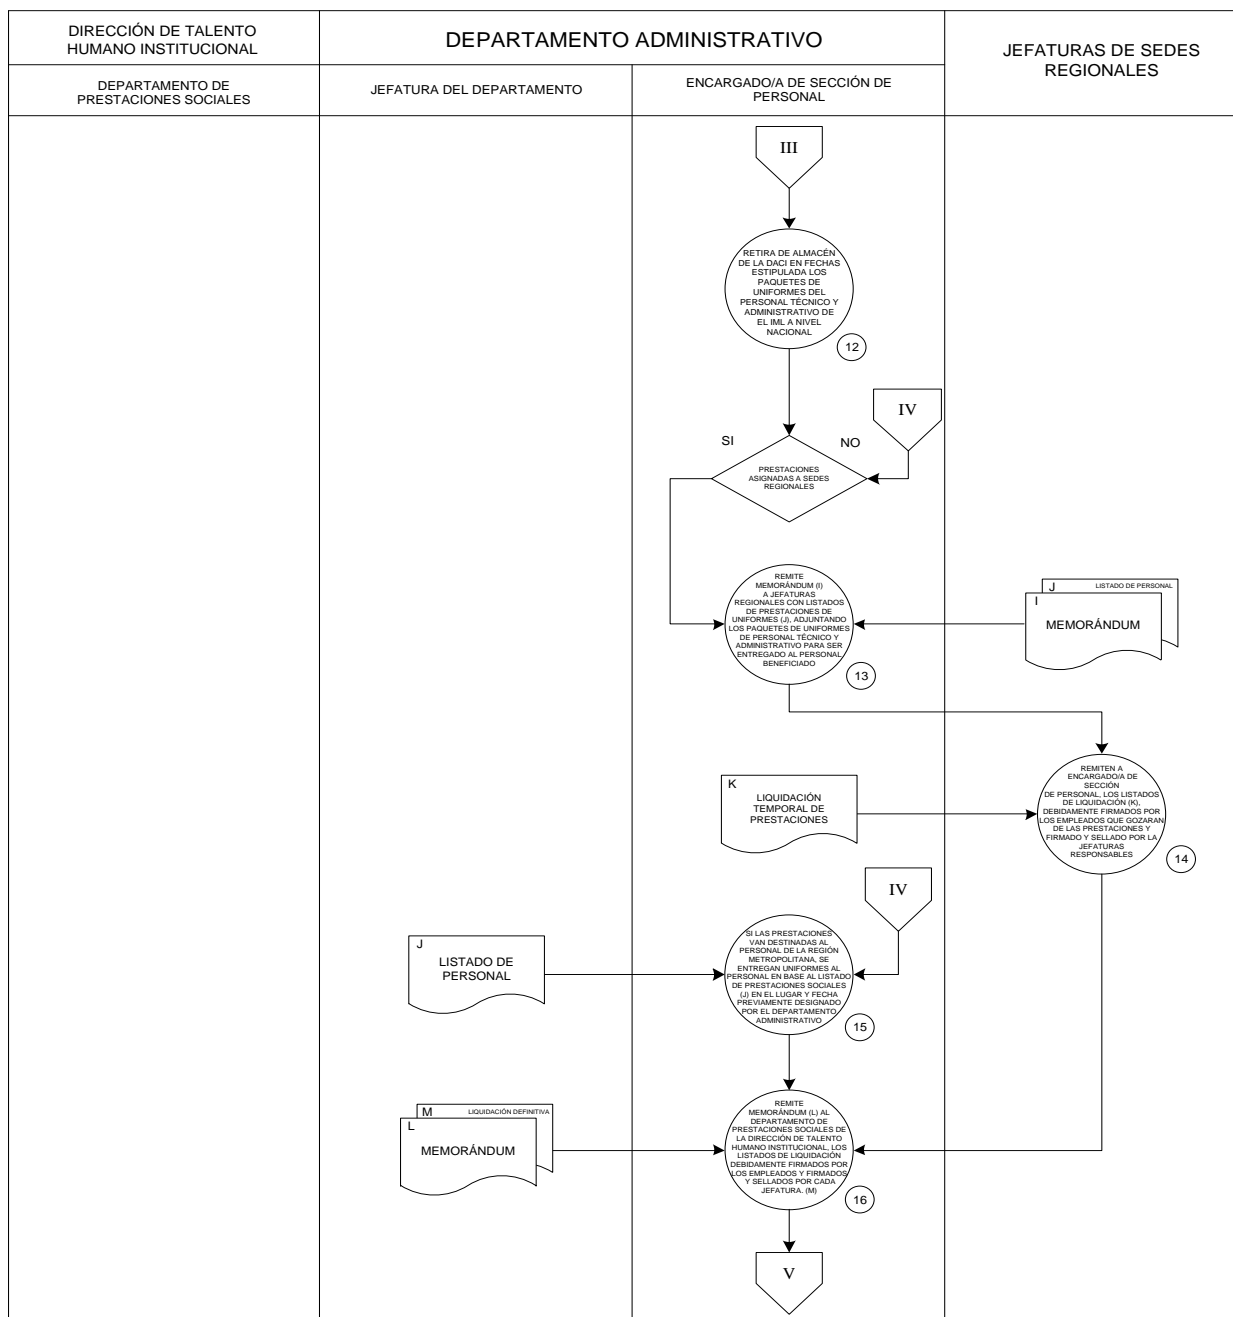 DIRECCIÓN DE TALENTO
HUMANO INSTITUCIONAL
DEPARTAMENTO ADMINISTRATIVO
JEFATURAS DE SEDES
REGIONALES
DEPARTAMENTO DE
PRESTACIONES SOCIALES
JEFATURA DEL DEPARTAMENTO
ENCARGADO/A DE SECCIÓN DE
PERSONAL
III
RETIRA DE ALMACÉN
DE LA DACI EN FECHAS
ESTIPULADA LOS
PAQUETES DE
UNIFORMES DEL
PERSONAL TÉCNICO Y
ADMINISTRATIVO DE
EL IML A NIVEL
NACIONAL
12
IV
SI
NO
PRESTACIONES
ASIGNADAS A SEDES
REGIONALES
REMITE
MEMORÁNDUM (I)
A JEFATURAS
REGIONALES CON LISTADOS
DE PRESTACIONES DE
UNIFORMES (J), ADJUNTANDO
LOS PAQUETES DE UNIFORMES
DE PERSONAL TÉCNICO Y
ADMINISTRATIVO PARA SER
ENTREGADO AL PERSONAL
BENEFICIADO
13
J
LISTADO DE PERSONAL
I
MEMORÁNDUM
K
LIQUIDACIÓN
TEMPORAL DE
PRESTACIONES
REMITEN A
ENCARGADO/A DE
SECCIÓN
DE PERSONAL, LOS LISTADOS
DE LIQUIDACIÓN (K),
DEBIDAMENTE FIRMADOS POR
LOS EMPLEADOS QUE GOZARAN
DE LAS PRESTACIONES Y
FIRMADO Y SELLADO POR LA
JEFATURAS
RESPONSABLES
14
IV
J
LISTADO DE
PERSONAL
SI LAS PRESTACIONES
VAN DESTINADAS AL
PERSONAL DE LA REGIÓN
METROPOLITANA, SE
ENTREGAN UNIFORMES AL
PERSONAL EN BASE AL LISTADO
DE PRESTACIONES SOCIALES
(J) EN EL LUGAR Y FECHA
PREVIAMENTE DESIGNADO
POR EL DEPARTAMENTO
ADMINISTRATIVO
15
M
LIQUIDACIÓN DEFINITIVA
L
MEMORÁNDUM
REMITE
MEMORÁNDUM (L) AL
DEPARTAMENTO DE
PRESTACIONES SOCIALES DE
LA DIRECCIÓN DE TALENTO
HUMANO INSTITUCIONAL, LOS
LISTADOS DE LIQUIDACIÓN
DEBIDAMENTE FIRMADOS POR
LOS EMPLEADOS Y FIRMADOS
Y SELLADOS POR CADA
JEFATURA. (M)
16
V